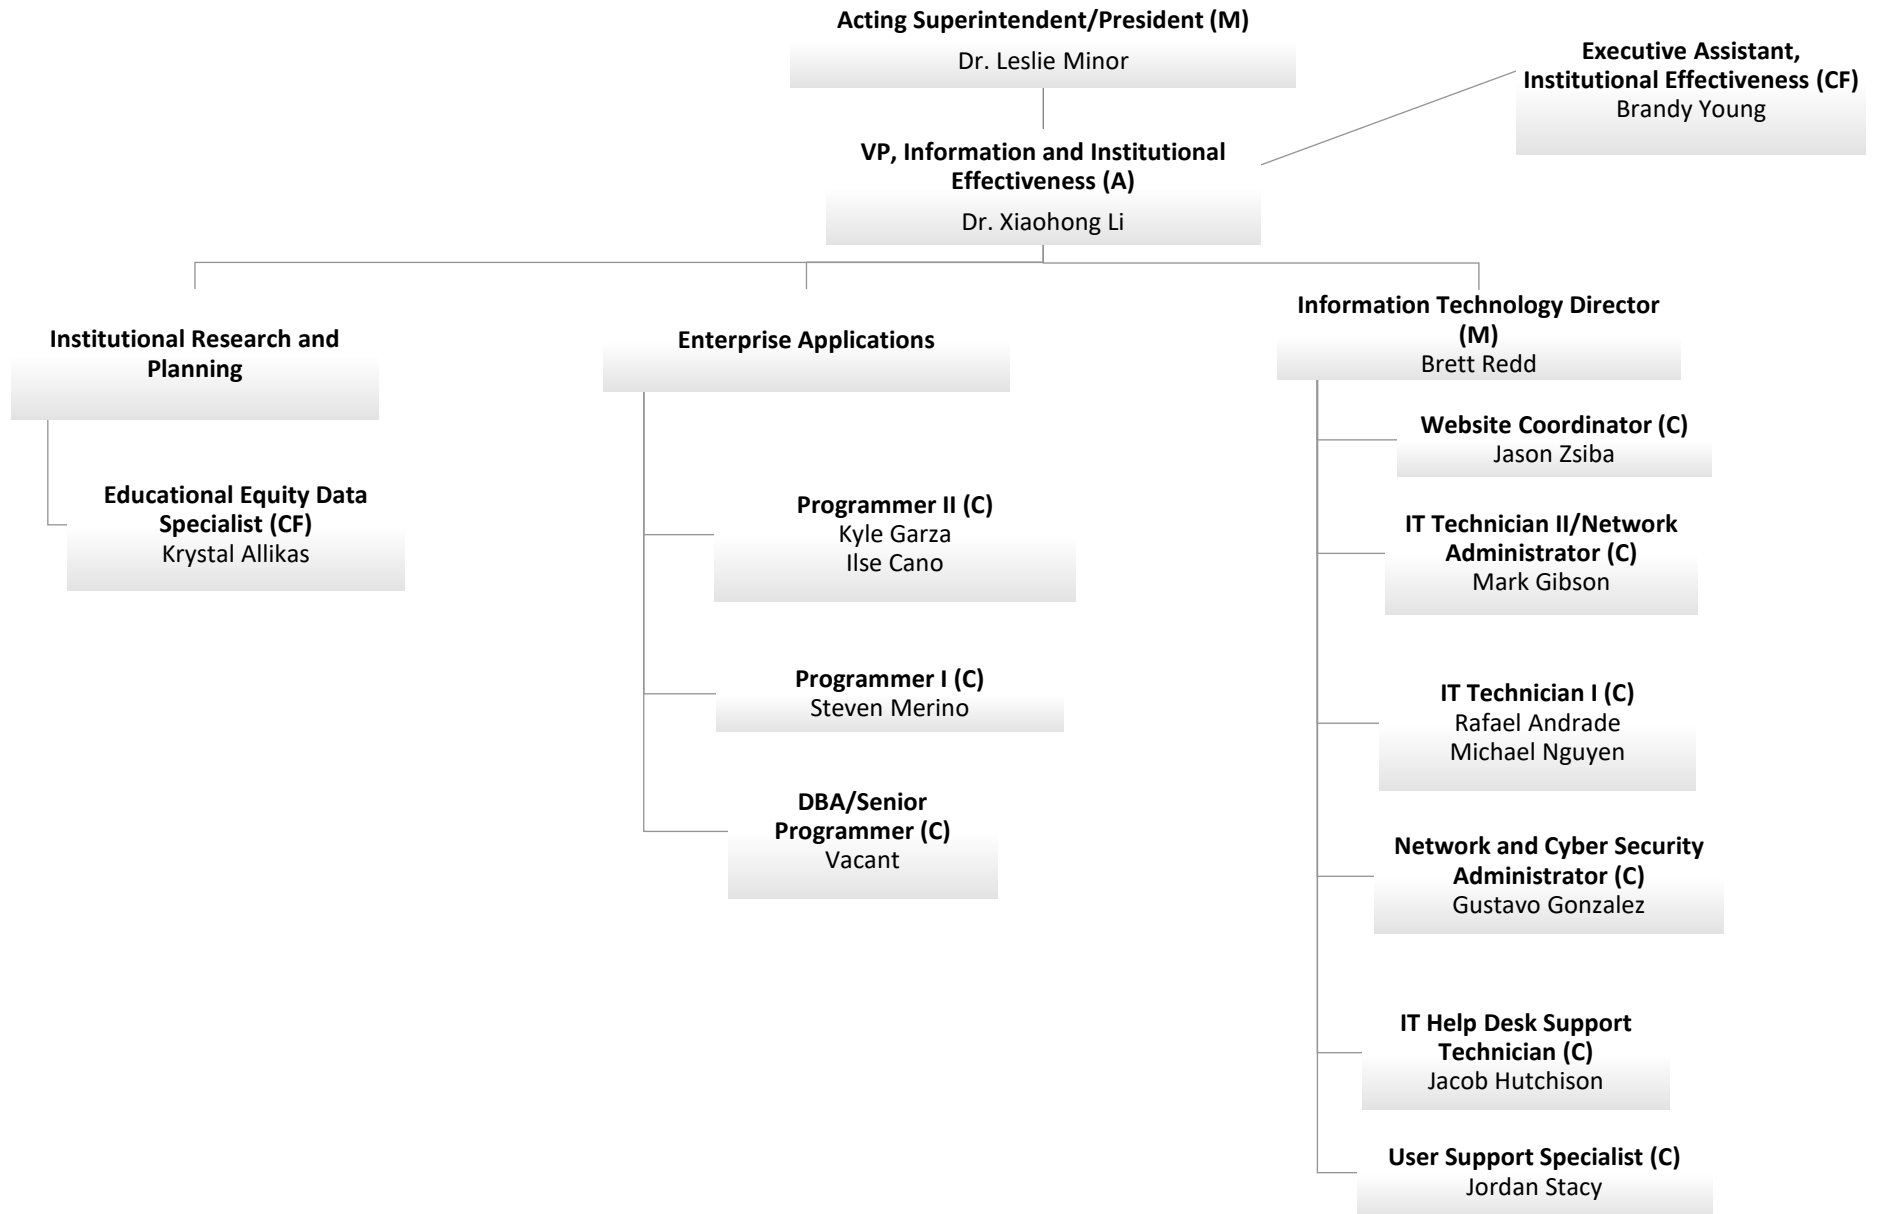 Acting Superintendent/President (M)
Dr. Leslie Minor
Executive Assistant,
Institutional Effectiveness (CF)
Brandy Young
VP, Information and Institutional
Effectiveness (A)
Dr. Xiaohong Li
Institutional Research and
Planning
Educational Equity Data
Specialist (CF)
Krystal Allikas
Enterprise Applications
Programmer II (C)
Kyle Garza
Ilse Cano
Programmer I (C)
Steven Merino
DBA/Senior
Programmer (C)
Vacant
Information Technology Director
(M)
Brett Redd
Website Coordinator (C)
Jason Zsiba
IT Technician II/Network
Administrator (C)
Mark Gibson
IT Technician I (C)
Rafael Andrade
Michael Nguyen
Network and Cyber Security
Administrator (C)
Gustavo Gonzalez
IT Help Desk Support
Technician (C)
Jacob Hutchison
User Support Specialist (C)
Jordan Stacy